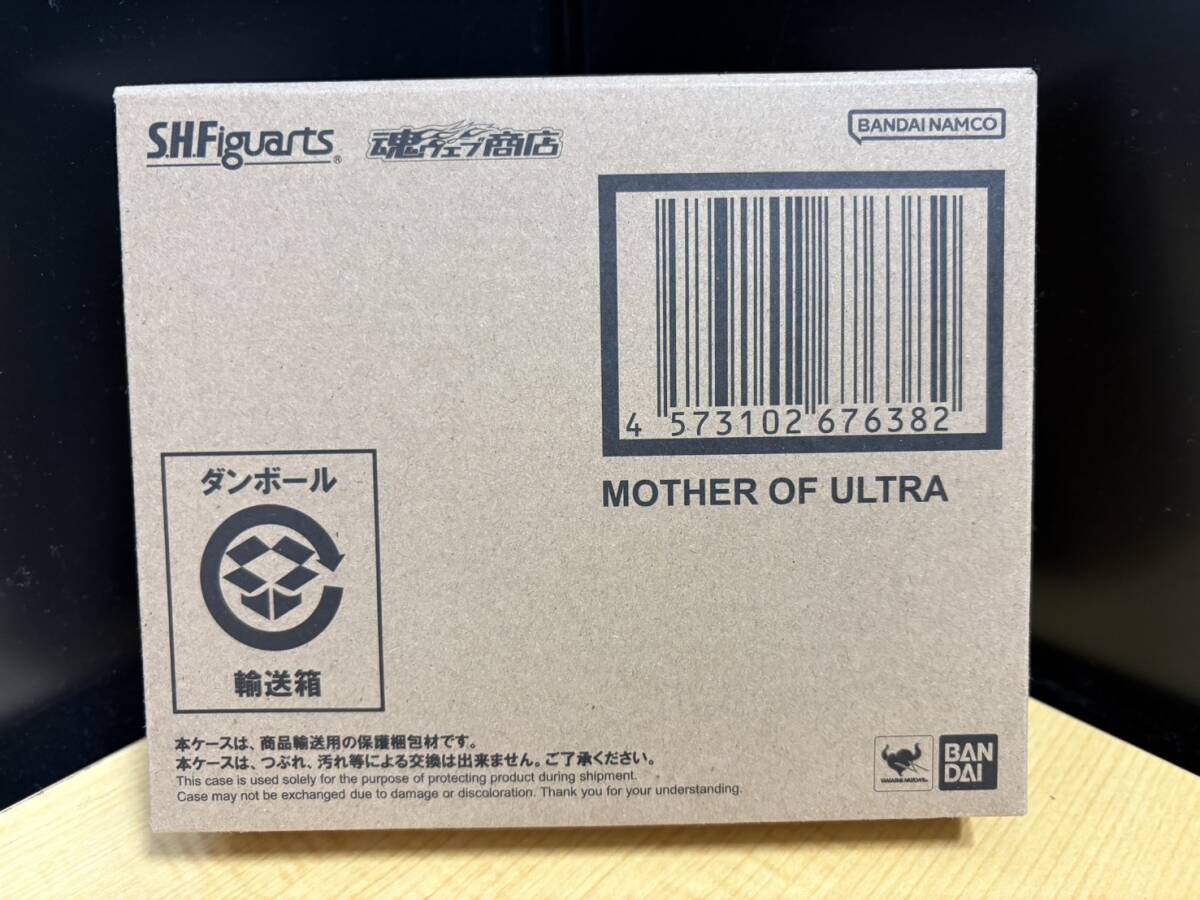 S.H.Figuarts®
魂ウェブ商店
BANDAI NAMCO
4 573102 676382
MOTHER OF ULTRA
ダンボール
輸送箱
本ケースは、商品輸送用の保護梱包材です。
本ケースは、つぶれ、汚れ等による交換は出来ません。ご了承ください。
This case is used solely for the purpose of protecting product during shipment.
Case may not be exchanged due to damage or discoloration. Thank you for your understanding.
BAN
DAI